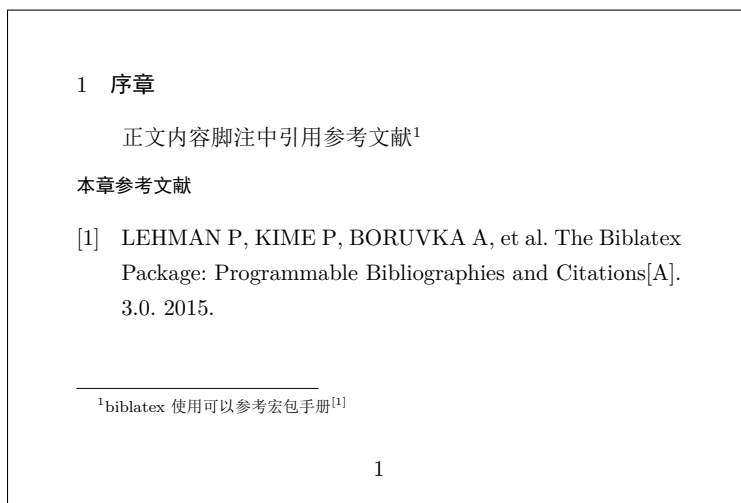 1 序章
正文内容脚注中引用参考文献1
本章参考文献
[1] LEHMAN P, KIME P, BORUVKA A, et al. The Biblatex
Package: Programmable Bibliographies and Citations[A].
3.0. 2015.
1biblatex 使用可以参考宏包手册[1]
1